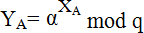 Y_A= α^X_A mod q